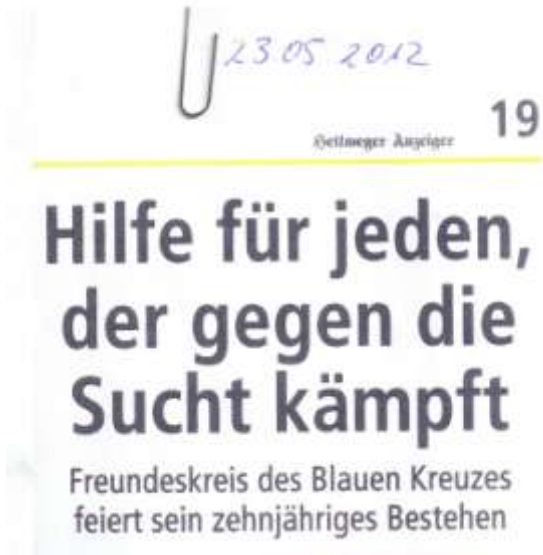 23 05 2012
19
Hellweger Anzeiger
Hilfe für jeden,
der gegen die
Sucht kämpft
Freundeskreis des Blauen Kreuzes
feiert sein zehnjähriges Bestehen